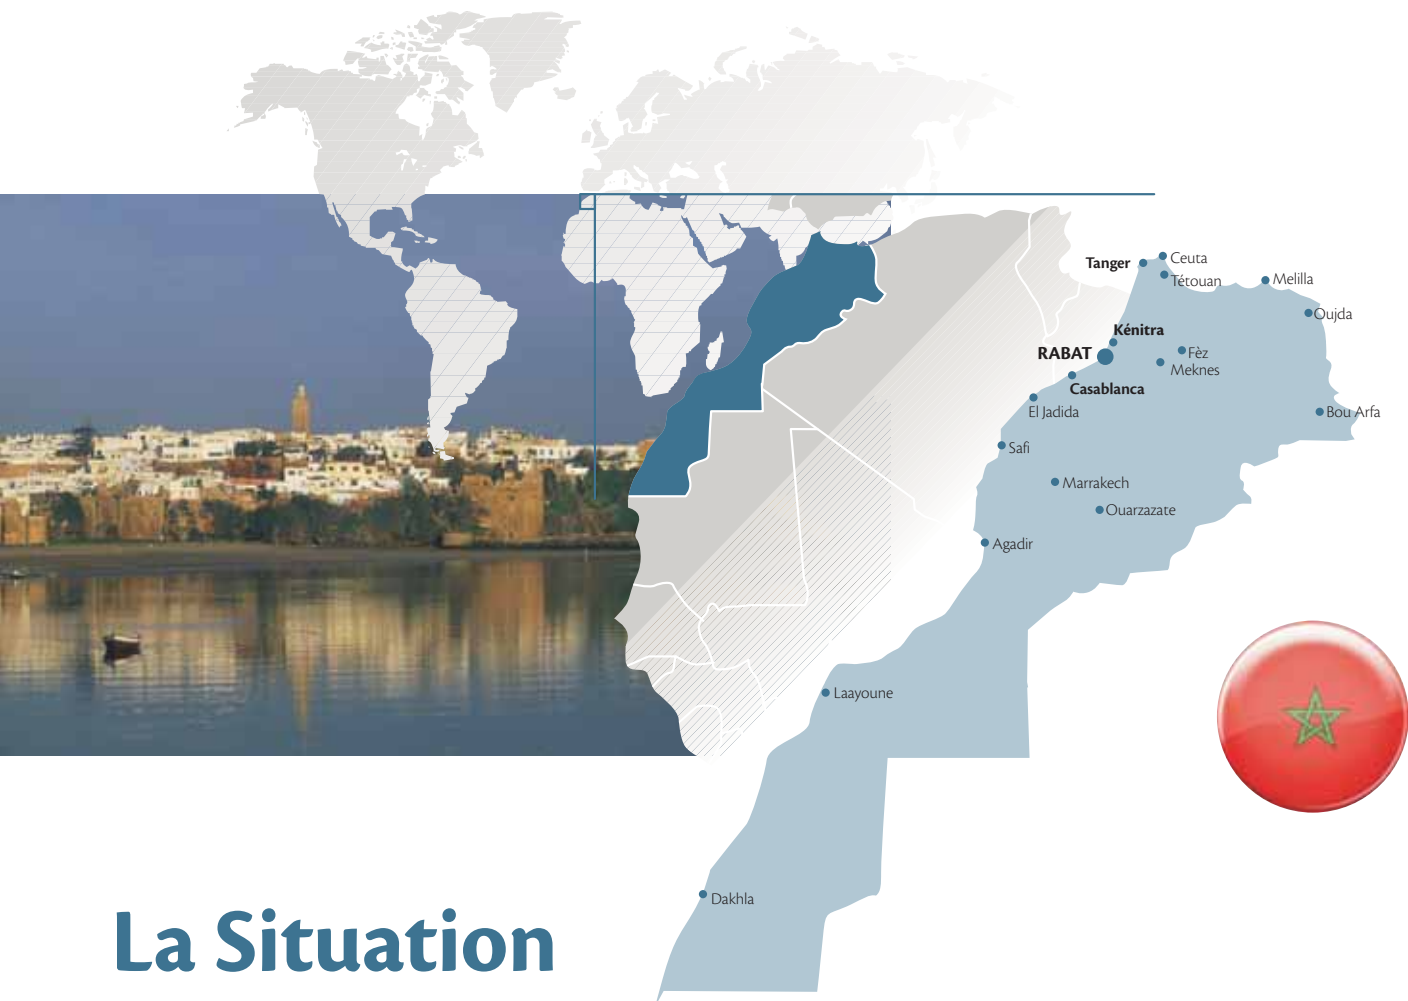 Tanger
Ceuta
Tétouan
Melilla
Oujda
Kénitra
RABAT
Fèz
Meknes
Casablanca
El Jadida
Bou Arfa
Safi
Marrakech
Ouarzazate
Agadir
Laayoune
Dakhla
La Situation